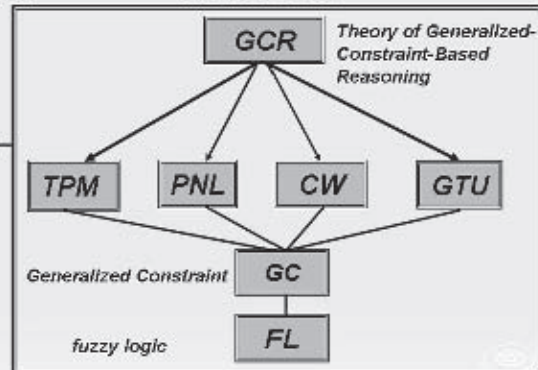 GCR
Theory of Generalized-
Constraint-Based
Reasoning
TPM
PNL
CW
GTU
Generalized Constraint
GC
fuzzy logic
FL